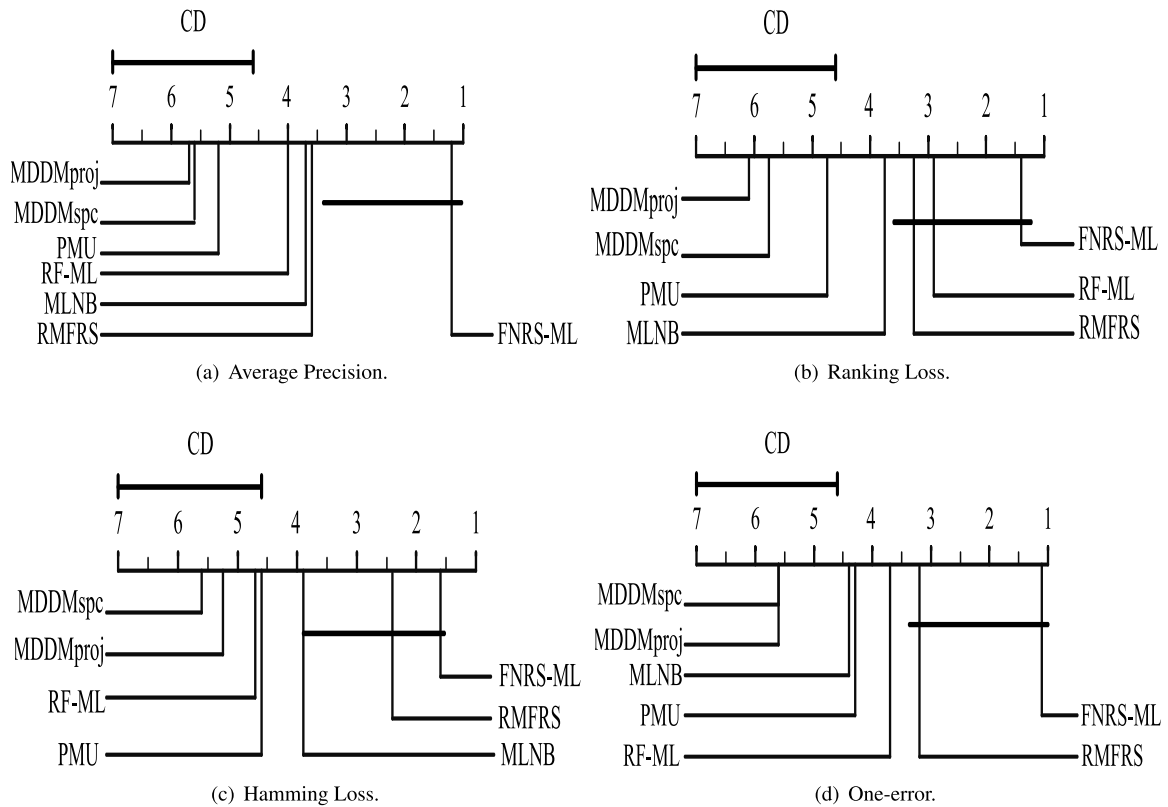 CD
7 6 5 4 3 2 1
MDDMproj
MDDMspc
PMU
RF-ML
MLNB
RMFRS
FNRS-ML
(a) Average Precision.
CD
7 6 5 4 3 2 1
MDDMproj
MDDMspc
PMU
MLNB
FNRS-ML
RF-ML
RMFRS
(b) Ranking Loss.
CD
7 6 5 4 3 2 1
MDDMspc
MDDMproj
RF-ML
PMU
FNRS-ML
RMFRS
MLNB
(c) Hamming Loss.
CD
7 6 5 4 3 2 1
MDDMspc
MDDMproj
MLNB
PMU
RF-ML
FNRS-ML
RMFRS
(d) One-error.